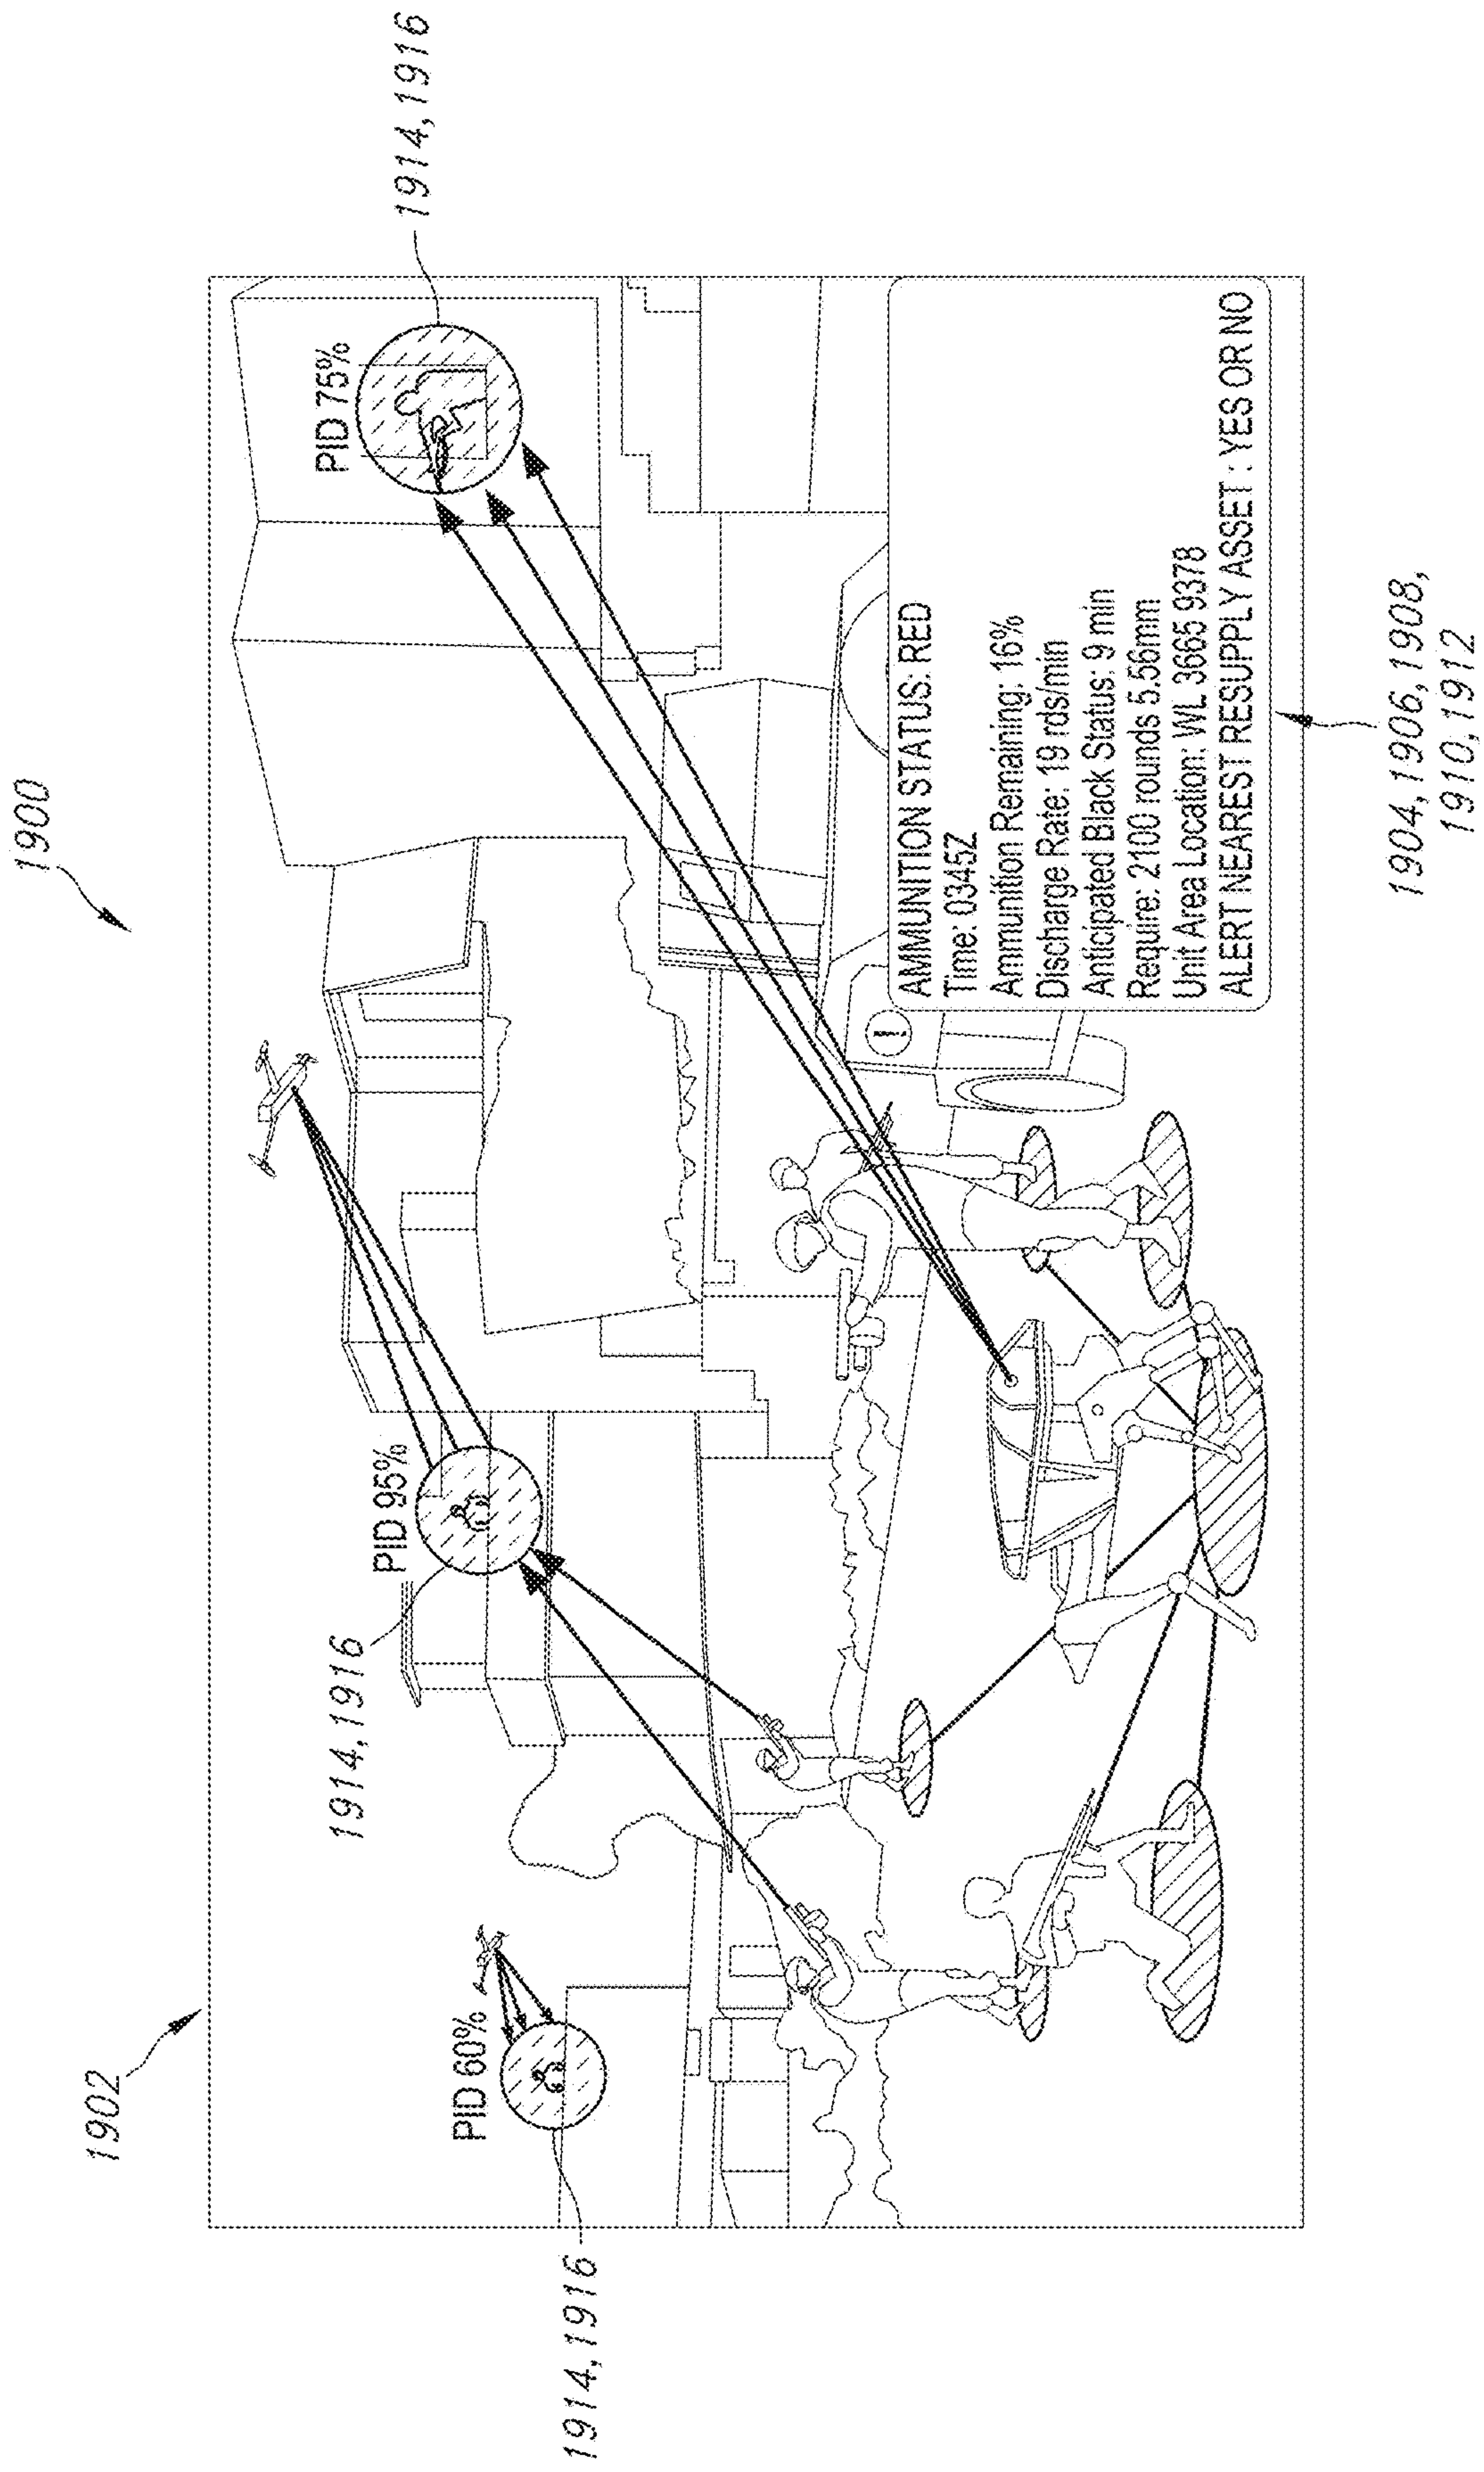 1900
1902
PID 60%
1914,1916
PID 95%
1914,1916
PID 75%
1914,1916
AMMUNITION STATUS: RED
Time: 0345Z
Ammunition Remaining: 16%
Discharge Rate: 19 rds/min
Anticipated Black Status: 9 min
Require: 2100 rounds 5.56mm
Unit Area Location: WL 3665 9378
ALERT NEAREST RESUPPLY ASSET : YES OR NO
1904,1906,1908,
1910,1912